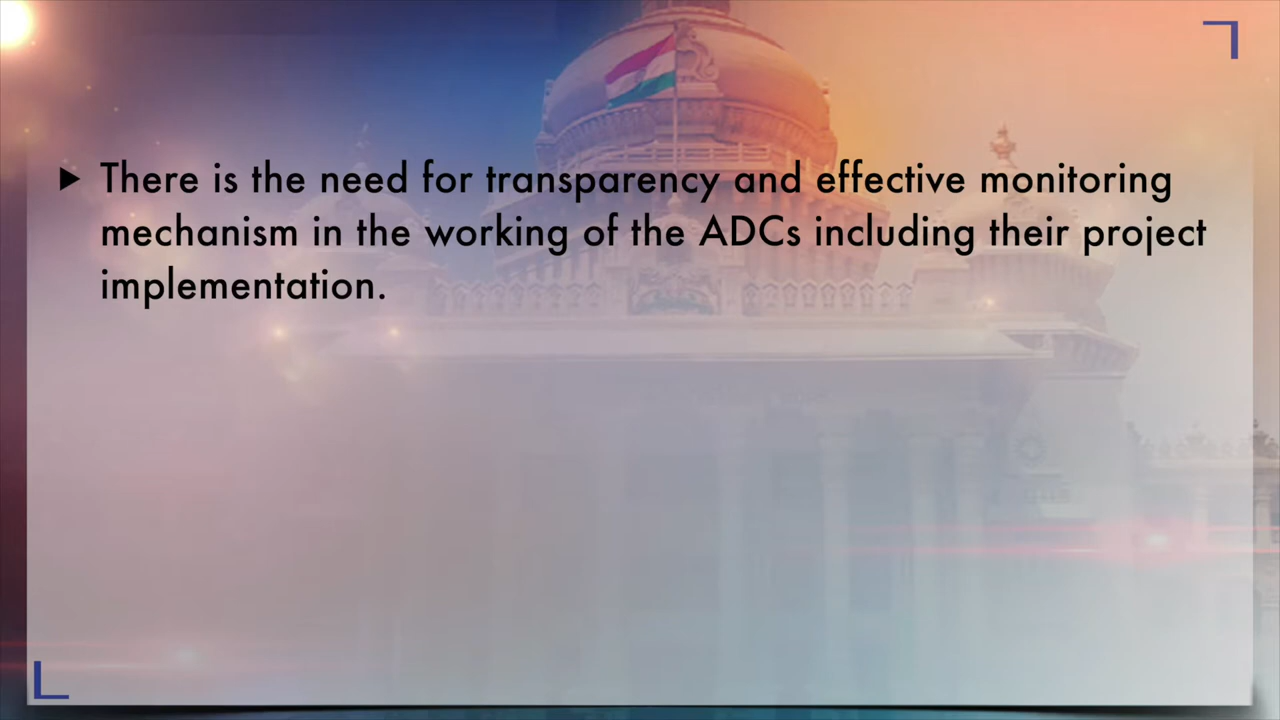 There is the need for transparency and effective monitoring
mechanism in the working of the ADCs including their project
implementation.